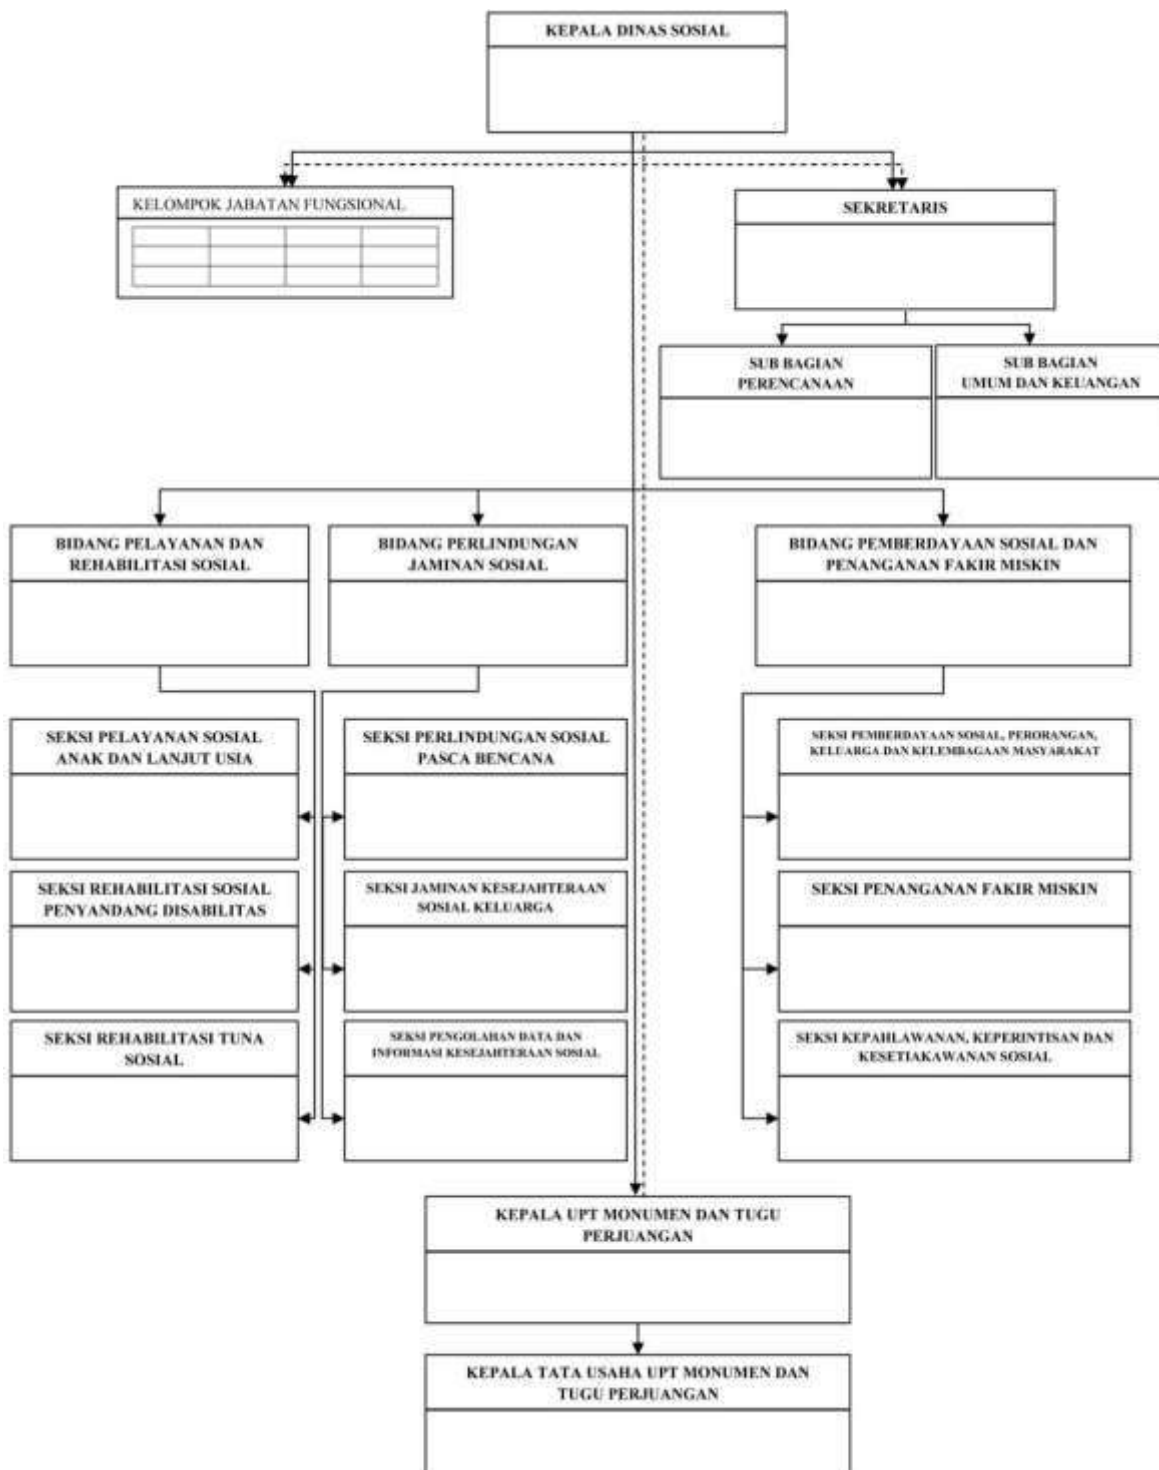 KEPALA DINAS SOSIAL
KELOMPOK JABATAN FUNGSIONAL
SEKRETARIS
SUB BAGIAN
PERENCANAAN
SUB BAGIAN
UMUM DAN KEUANGAN
BIDANG PELAYANAN DAN
REHABILITASI SOSIAL
BIDANG PERLINDUNGAN
JAMINAN SOSIAL
BIDANG PEMBERDAYAAN SOSIAL DAN
PENANGANAN FAKIR MISKIN
SEKSI PELAYANAN SOSIAL
ANAK DAN LANJUT USIA
SEKSI PERLINDUNGAN SOSIAL
PASCA BENCANA
SEKSI PEMBERDAYAAN SOSIAL, PERORANGAN,
KELUARGA DAN KELEMBAGAAN MASYARAKAT
SEKSI REHABILITASI SOSIAL
PENYANDANG DISABILITAS
SEKSI JAMINAN KESEJAHTERAAN
SOSIAL KELUARGA
SEKSI PENANGANAN FAKIR MISKIN
SEKSI REHABILITASI TUNA
SOSIAL
SEKSI PENGOLAHAN DATA DAN
INFORMASI KESEJAHTERAAN SOSIAL
SEKSI KEPAHLAWANAN, KEPERINTISAN DAN
KESETIAKAWANAN SOSIAL
KEPALA UPT MONUMEN DAN TUGU
PERJUANGAN
KEPALA TATA USAHA UPT MONUMEN DAN
TUGU PERJUANGAN